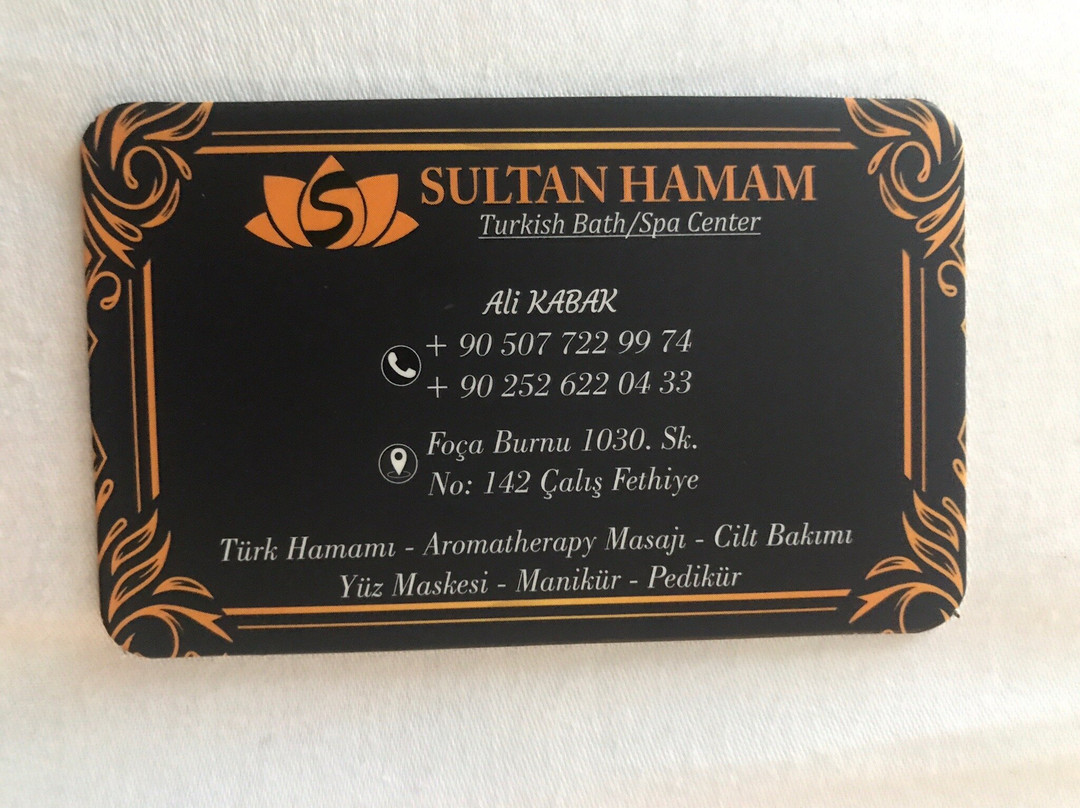 S
SULTAN HAMAM
Turkish Bath/Spa Center
Ali KABAK
+ 90 507 722 99 74
+ 90 252 622 04 33
Foça Burnu 1030. Sk.
No: 142 Çalış Fethiye
Türk Hamamı - Aromatherapy Masajı - Cilt Bakımı
Yüz Maskesi - Manikür - Pedikür